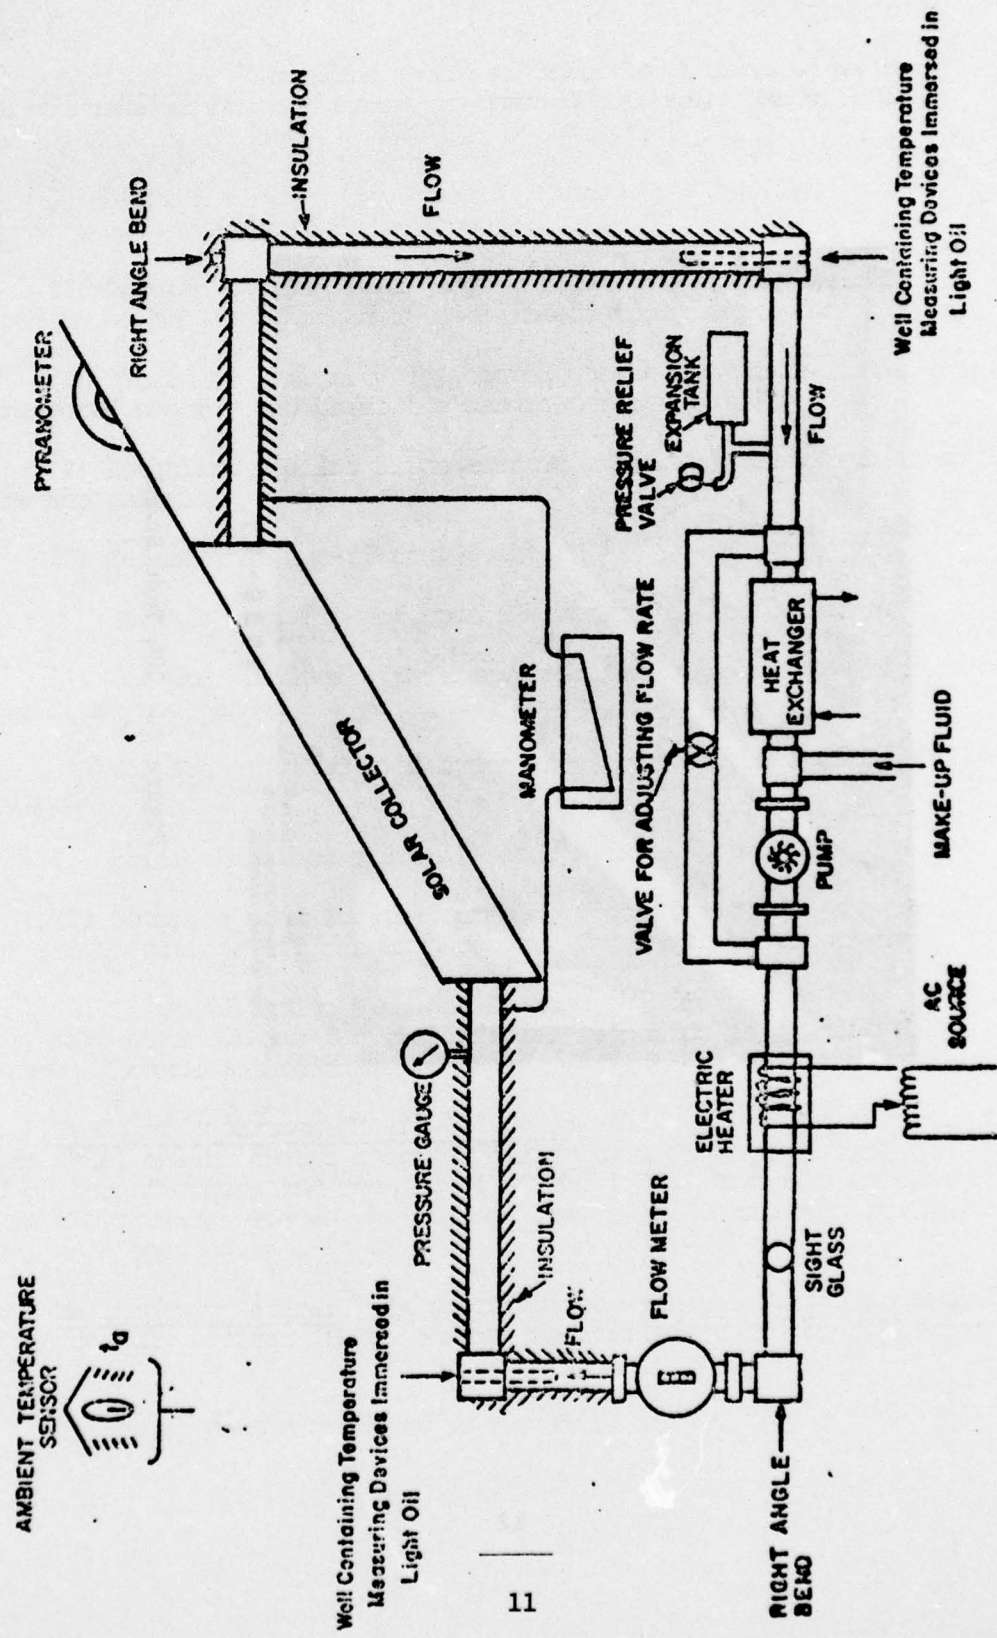 AMBIENT TEMPERATURE
SENSOR
ta
PYRANOMETER
RIGHT ANGLE BEND
INSULATION
FLOW
SOLAR COLLECTOR
PRESSURE GAUGE
INSULATION
Well Containing Temperature
Measuring Devices Immersed in
Light Oil
FLOW
MANOMETER
PRESSURE RELIEF
VALVE
EXPANSION
TANK
FLOW METER
VALVE FOR ADJUSTING FLOW RATE
ELECTRIC
HEATER
HEAT
EXCHANGER
FLOW
RIGHT ANGLE
BEND
SIGHT
GLASS
PUMP
AC
SOURCE
MAKE-UP FLUID
Well Containing Temperature
Measuring Devices Immersed in
Light Oil
11